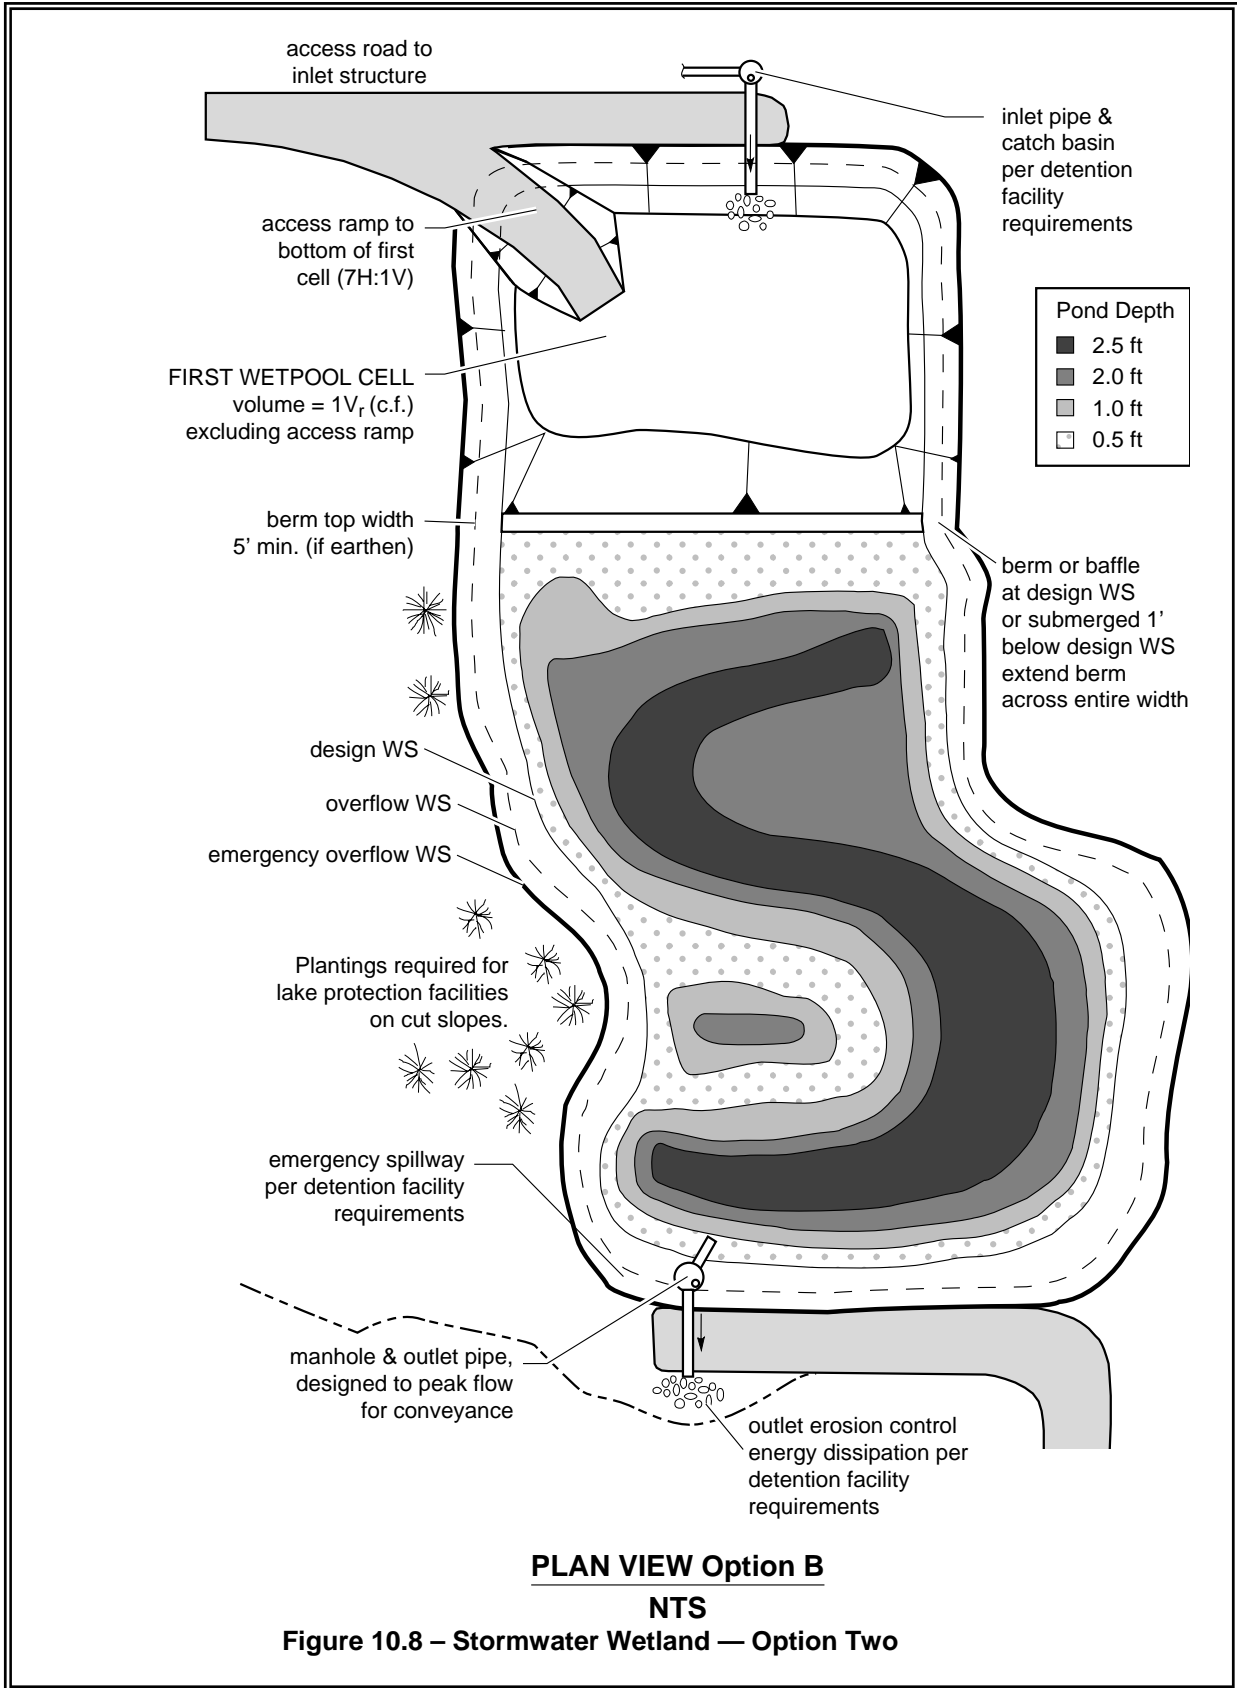 access road to
inlet structure
inlet pipe &
catch basin
per detention
facility
requirements
access ramp to
bottom of first
cell (7H:1V)
Pond Depth
2.5 ft
2.0 ft
1.0 ft
0.5 ft
FIRST WETPOOL CELL
volume = 1Vr (c.f.)
excluding access ramp
berm top width
5’ min. (if earthen)
berm or baffle
at design WS
or submerged 1’
below design WS
extend berm
across entire width
design WS
overflow WS
emergency overflow WS
Plantings required for
lake protection facilities
on cut slopes.
emergency spillway
per detention facility
requirements
manhole & outlet pipe,
designed to peak flow
for conveyance
outlet erosion control
energy dissipation per
detention facility
requirements
PLAN VIEW Option B
NTS
Figure 10.8 – Stormwater Wetland — Option Two